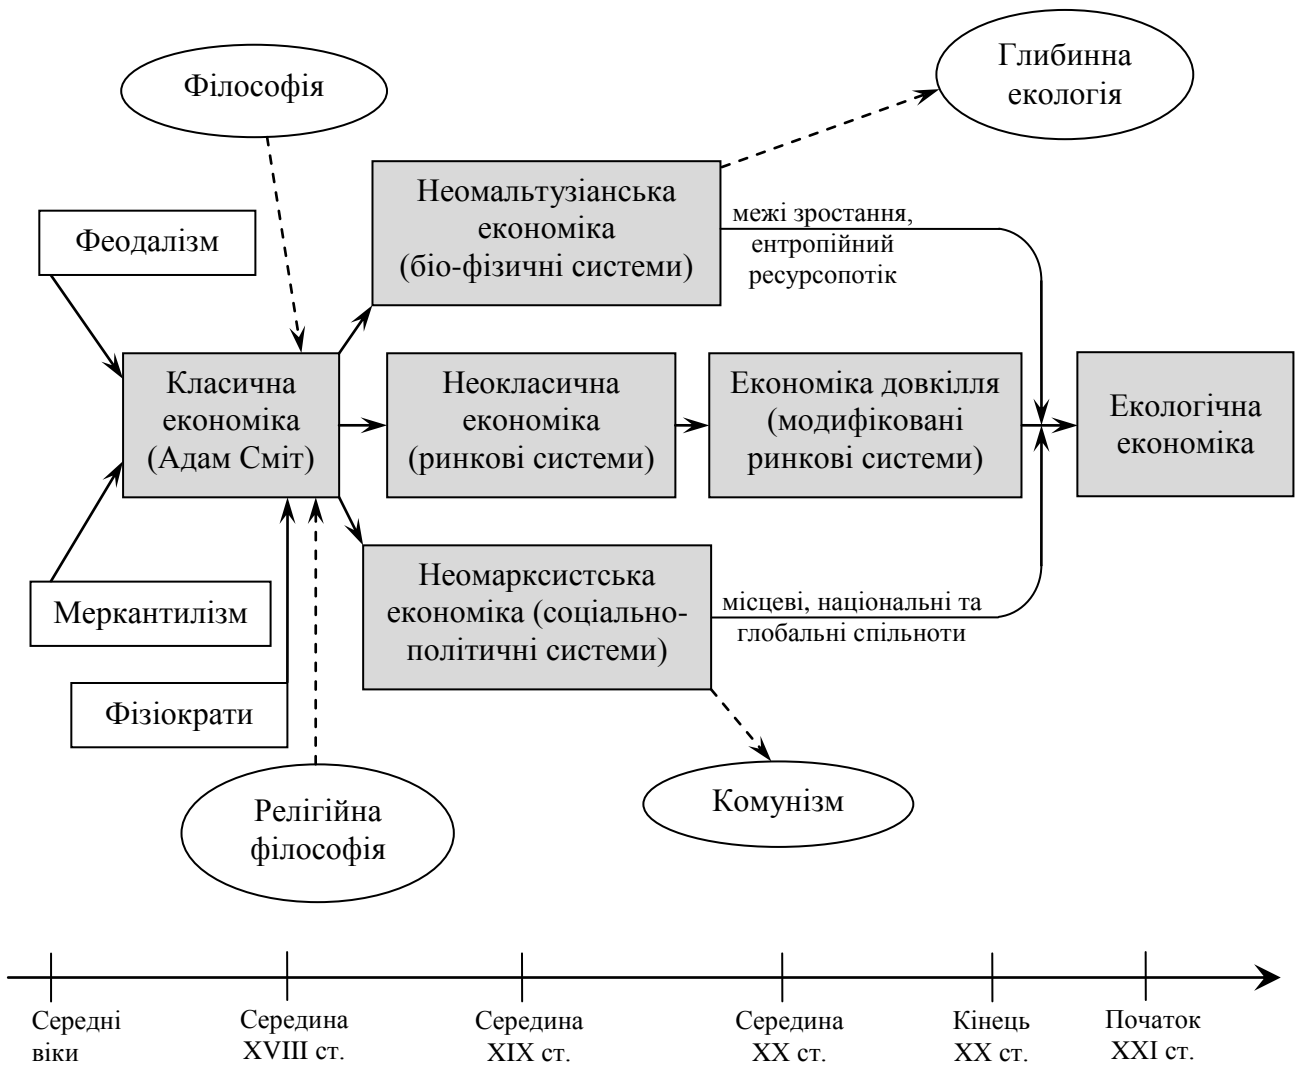 Філософія
Глибинна
екологія
Неомальтузіанська
економіка
(біо-фізичні системи)
межі зростання,
ентропійний
ресурсопотік
Феодалізм
Класична
економіка
(Адам Сміт)
Неокласична
економіка
(ринкові системи)
Економіка довкілля
(модифіковані
ринкові системи)
Екологічна
економіка
Меркантилізм
Неомарксистська
економіка (соціально-
політичні системи)
місцеві, національні та
глобальні спільноти
Фізіократи
Релігійна
філософія
Комунізм
Середні
віки
Середина
XVIII ст.
Середина
XIX ст.
Середина
XX ст.
Кінець
XX ст.
Початок
XXI ст.